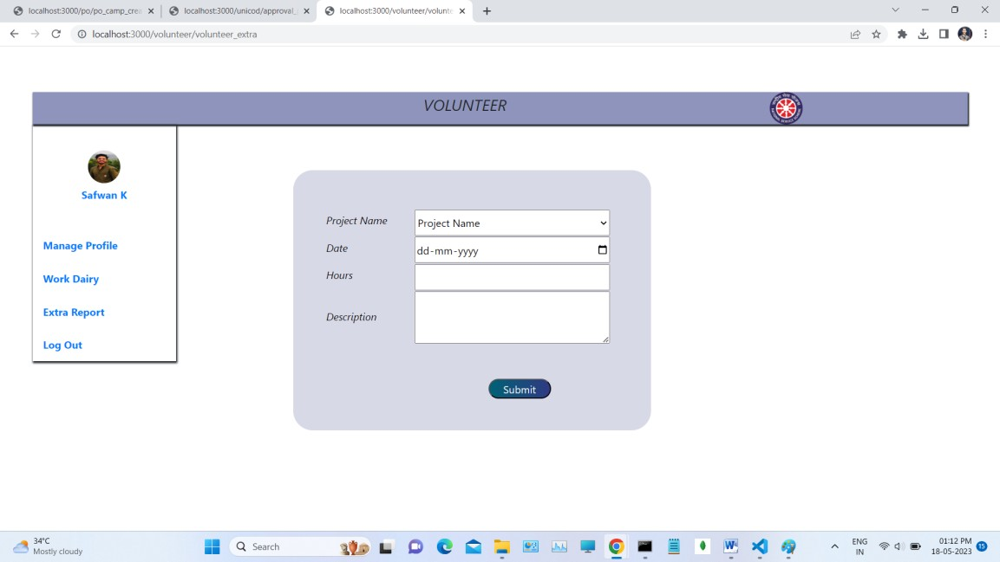 localhost:3000/po/po_camp_crea
localhost:3000/unicod/approval_
localhost:3000/volunteer/volunte
localhost:3000/volunteer/volunteer_extra
VOLUNTEER
Safwan K
Manage Profile
Work Dairy
Extra Report
Log Out
Project Name
Project Name
Date
dd-mm-yyyy
Hours
Description
Submit
34°C
Mostly cloudy
Search
ENG
IN
01:12 PM
18-05-2023
15